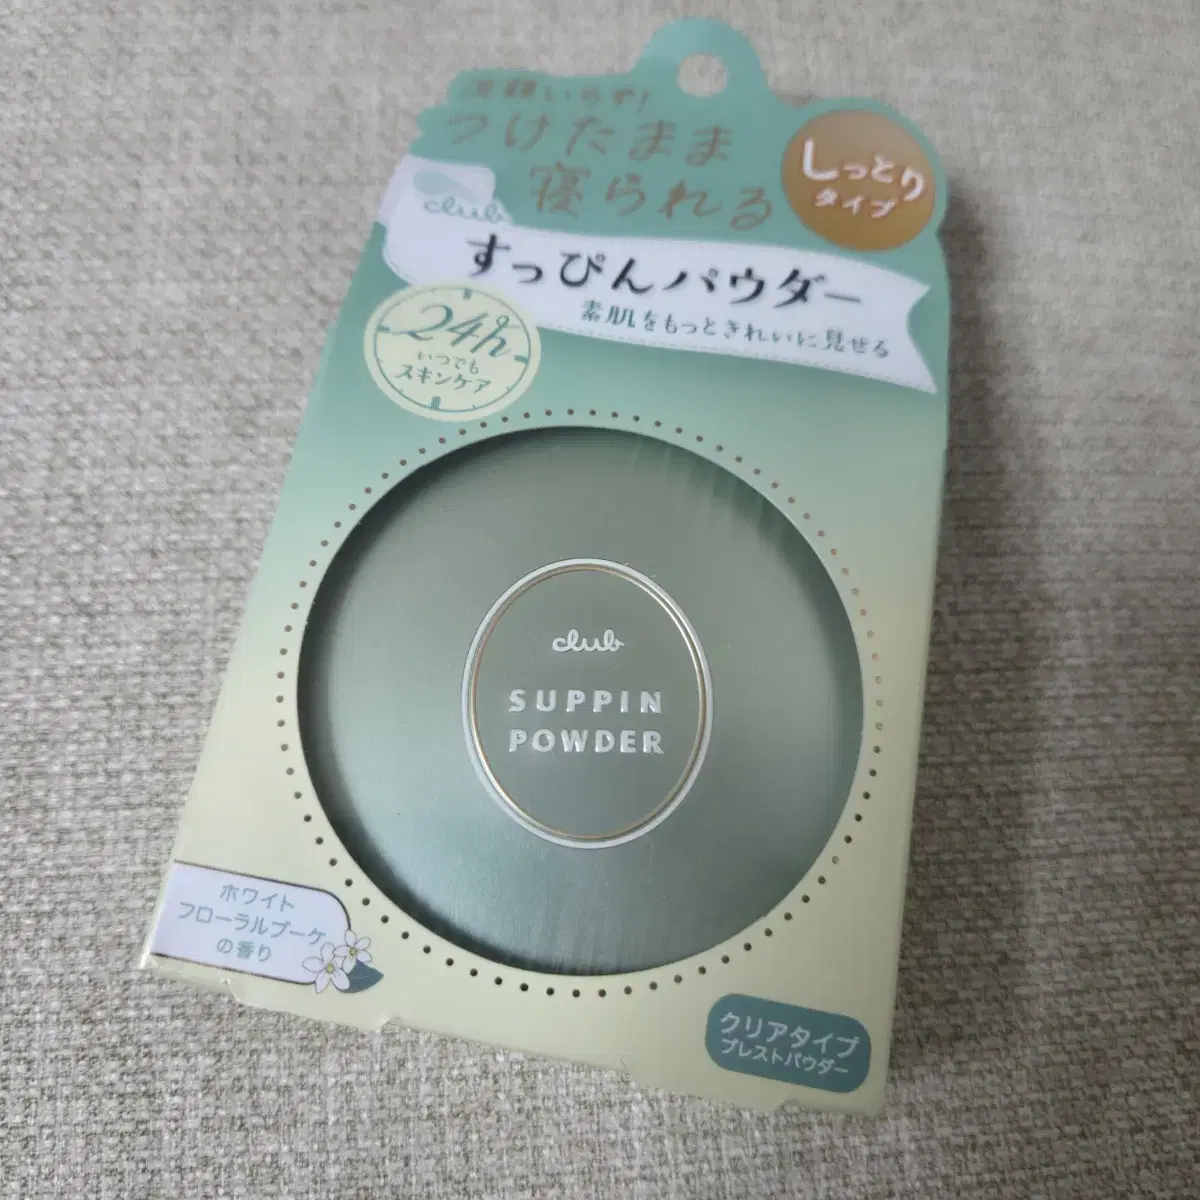 洗顔いらず!
つけたまま
寝られる
しっとり
タイプ
club
すっぴんパウダー
素肌をもっときれいに見せる
24h
いつでも
スキンケア
club
SUPPIN
POWDER
ホワイト
フローラルブーケ
の香り
クリアタイプ
プレストパウダー